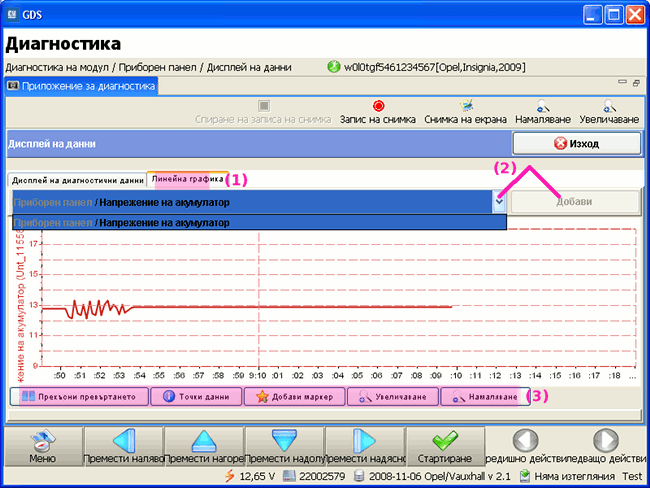 GDS
Диагностика
Диагностика на модул / Приборен панел / Дисплей на данни w0l0tgf5461234567[Opel,Insignia,2009]
Приложение за диагностика
Спиране на записа на снимка Запис на снимка Снимка на екрана Намаляване Увеличаване
Дисплей на данни Изход
(2)
Дисплей на диагностични данни Линейна графика (1)
Приборен панел /Напрежение на акумулатор Добави
Приборен панел /Напрежение на акумулатор
17
15
13
11
9
жение на акумулатор (Unt_11558
:50 :51 :52 :53 :54 :55 :56 :57 :58 :59 9:10 :01 :02 :03 :04 :05 :06 :07 :08 :09 :10 :11 :12 :13 :14 :15 :16 :17 :18 ...
Прекъсни превъртането Точки данни Добави маркер Увеличаване Намаляване (3)
Меню Премести наляво Премести нагоре Премести надолу Премести надясно Стартиране редишно действи ледващо действи
12,65 V 22002579 2008-11-06 Opel/Vauxhall v 2.1 Няма изтегляния Test